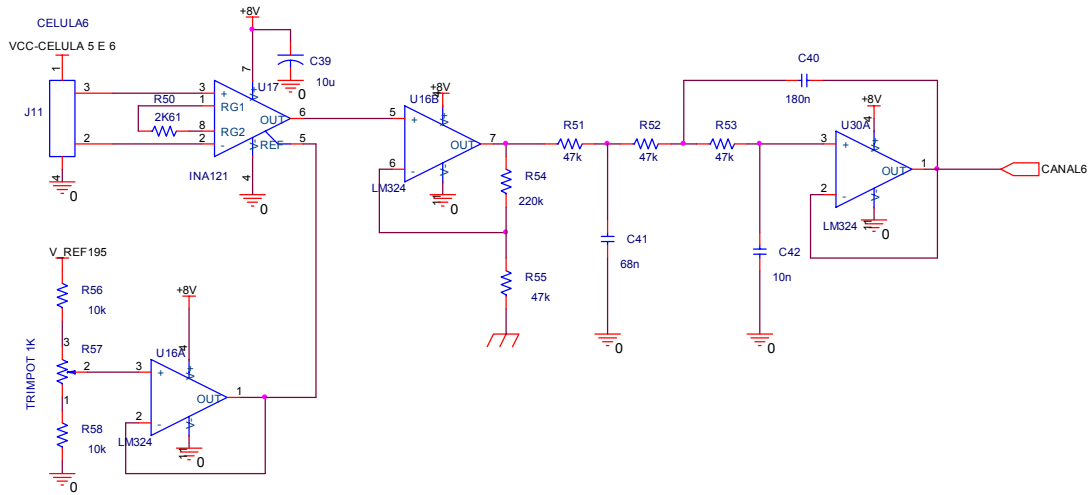 CELULA6
VCC-CELULA 5 E 6
1
J11
3
2
4
0
R50
2K61
3
1
8
2
+
RG1
RG2
-
+8V
7
V+
U17
OUT
6
REF
5
V-
4
0
INA121
C39
10u
0
U16B
+8V
4
V+
5
+
6
-
OUT
7
V-
11
0
LM324
R54
220k
R55
47k
R51
47k
R52
47k
R53
47k
C41
68n
0
C40
180n
C42
10n
0
U30A
+8V
4
V+
3
+
2
-
OUT
1
V-
11
0
LM324
CANAL6
V_REF195
R56
10k
3
R57
2
1
TRIMPOT 1K
R58
10k
0
+8V
4
V+
U16A
3
+
2
-
OUT
1
V-
11
0
LM324